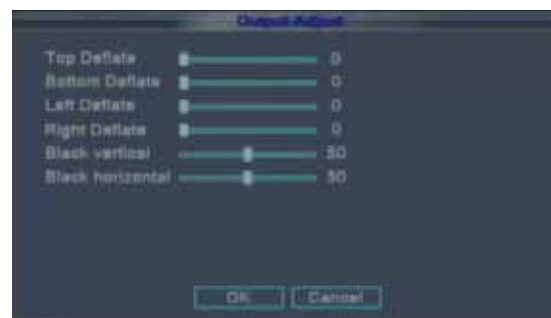 Output Adjust
Top Deflate 0
Bottom Deflate 0
Left Deflate 0
Right Deflate 0
Black vertical 50
Black horizontal 50
OK Cancel